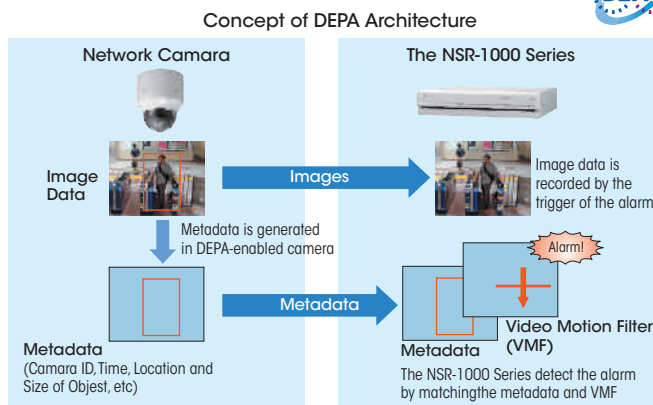 Concept of DEPA Architecture
Network Camara
The NSR-1000 Series
Image
Data
Images
Image data is
recorded by the
trigger of the alarm
Metadata is generated
in DEPA-enabled camera
Alarm!
Metadata
Video Motion Filter
(VMF)
Metadata
(Camara ID, Time, Location and
Size of Objest, etc)
Metadata
The NSR-1000 Series detect the alarm
by matchingthe metadata and VMF